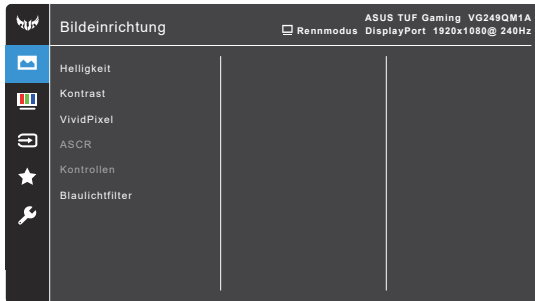 Bildeinrichtung
ASUS TUF Gaming VG249QM1A
Rennmodus DisplayPort 1920x1080@ 240Hz
Helligkeit
Kontrast
VividPixel
ASCR
Kontrollen
Blaulichtfilter